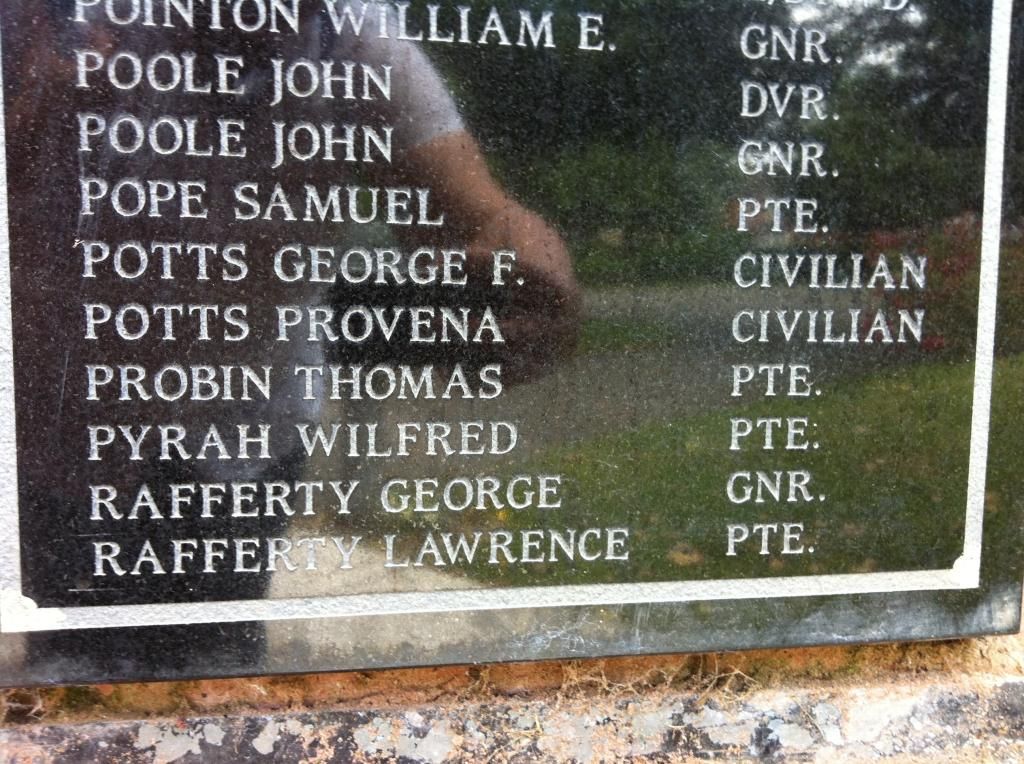 POINTON WILLIAM E. GNR.
POOLE JOHN DVR.
POOLE JOHN GNR.
POPE SAMUEL PTE.
POTTS GEORGE F. CIVILIAN
POTTS PROVENA CIVILIAN
PROBIN THOMAS PTE.
PYRAH WILFRED PTE.
RAFFERTY GEORGE GNR.
RAFFERTY LAWRENCE PTE.